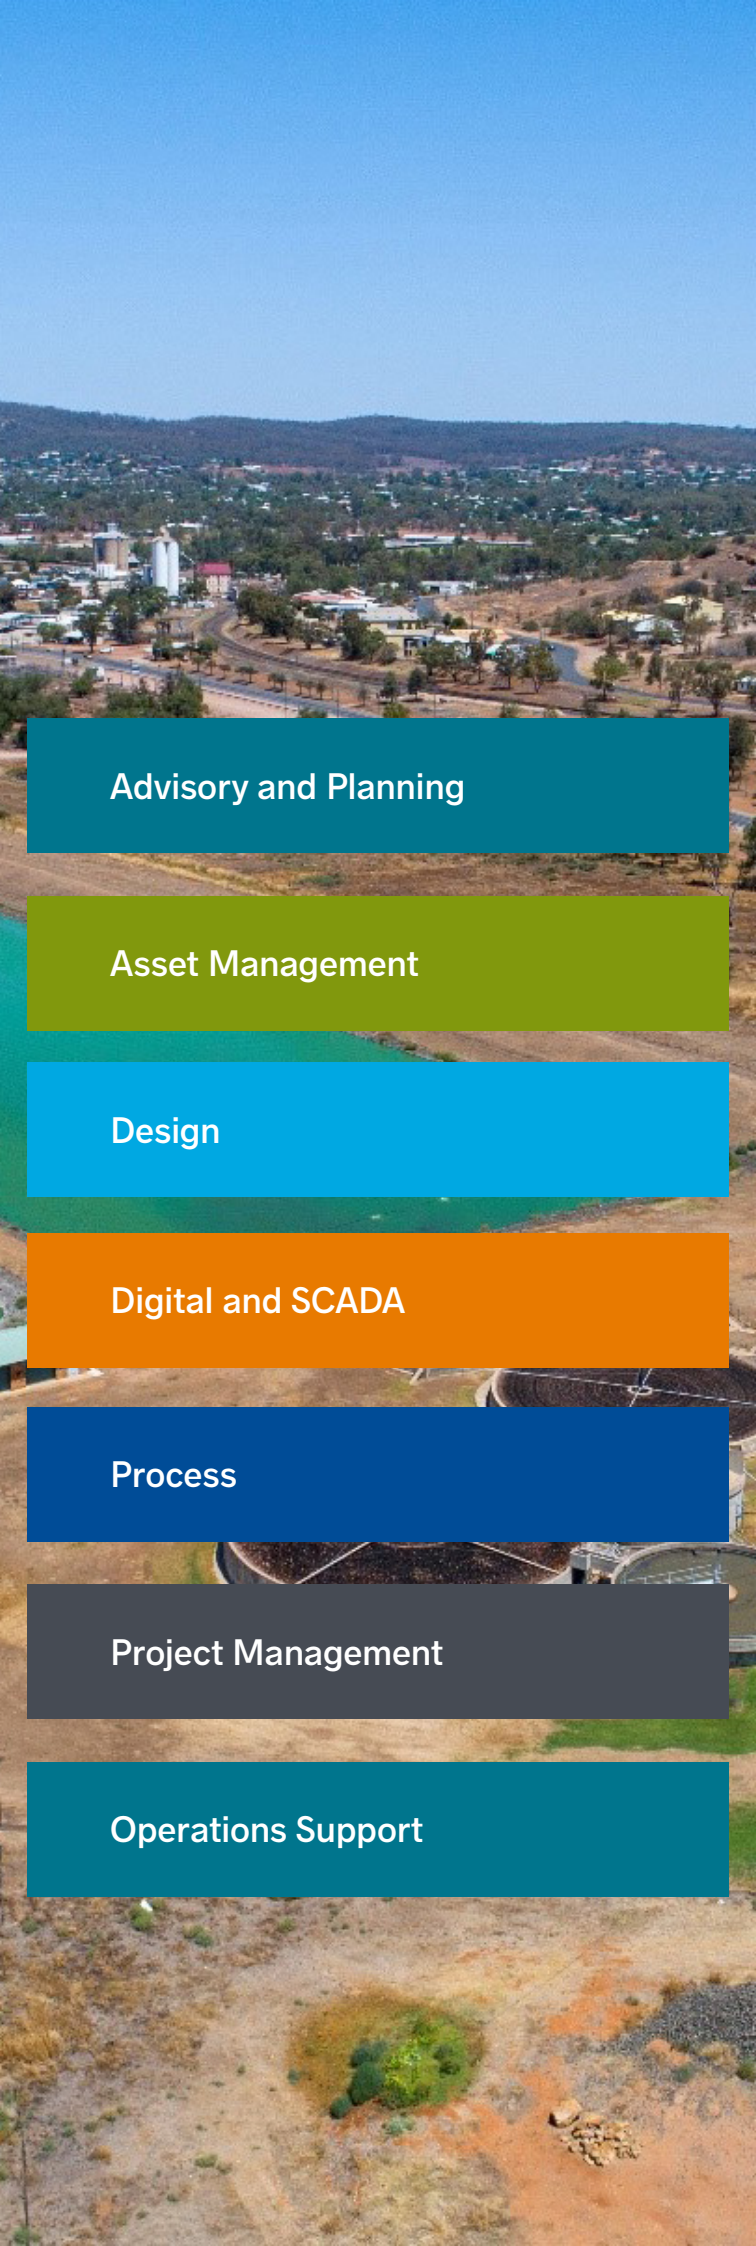 Advisory and Planning
Asset Management
Design
Digital and SCADA
Process
Project Management
Operations Support